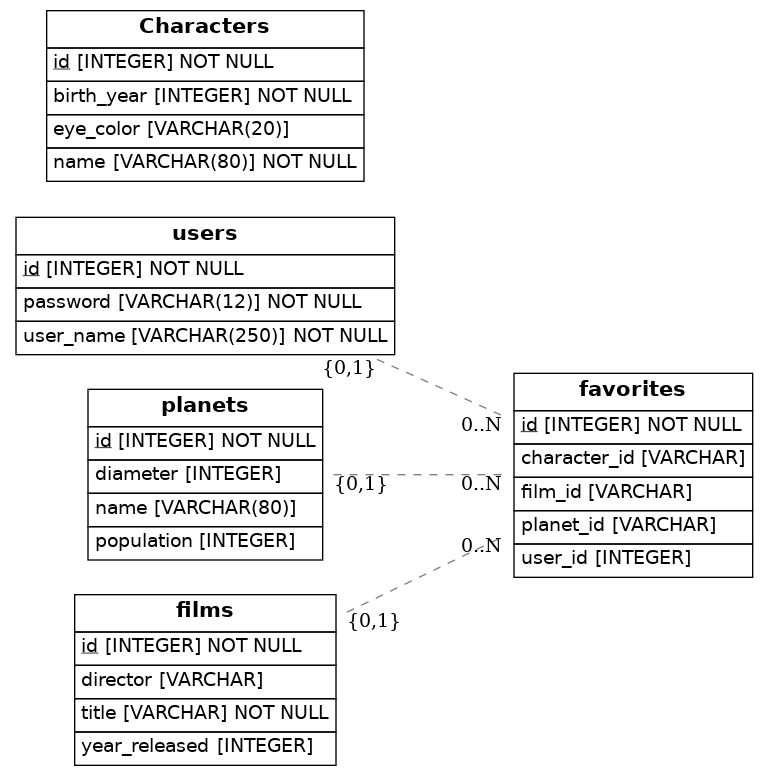 Characters
id [INTEGER] NOT NULL
birth_year [INTEGER] NOT NULL
eye_color [VARCHAR(20)]
name [VARCHAR(80)] NOT NULL
users
id [INTEGER] NOT NULL
password [VARCHAR(12)] NOT NULL
user_name [VARCHAR(250)] NOT NULL
{0,1}
0..N
planets
id [INTEGER] NOT NULL
diameter [INTEGER]
name [VARCHAR(80)]
population [INTEGER]
{0,1}
0..N
favorites
id [INTEGER] NOT NULL
character_id [VARCHAR]
film_id [VARCHAR]
planet_id [VARCHAR]
user_id [INTEGER]
0..N
{0,1}
films
id [INTEGER] NOT NULL
director [VARCHAR]
title [VARCHAR] NOT NULL
year_released [INTEGER]